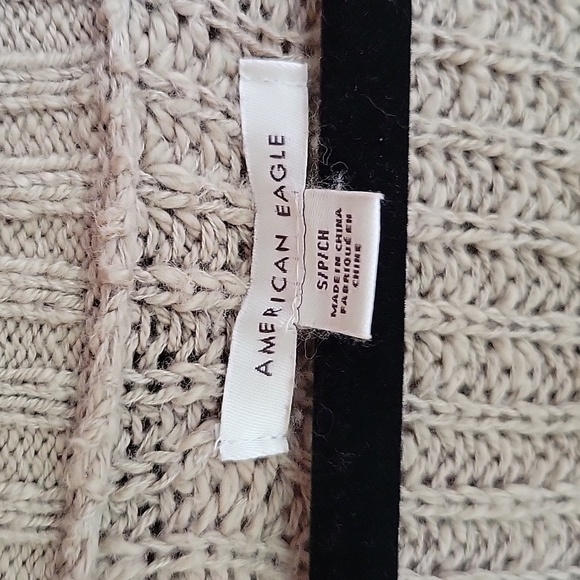 AMERICAN EAGLE
S/P/CH
MADE IN CHINA
FABRIQUÉ EN
CHINE